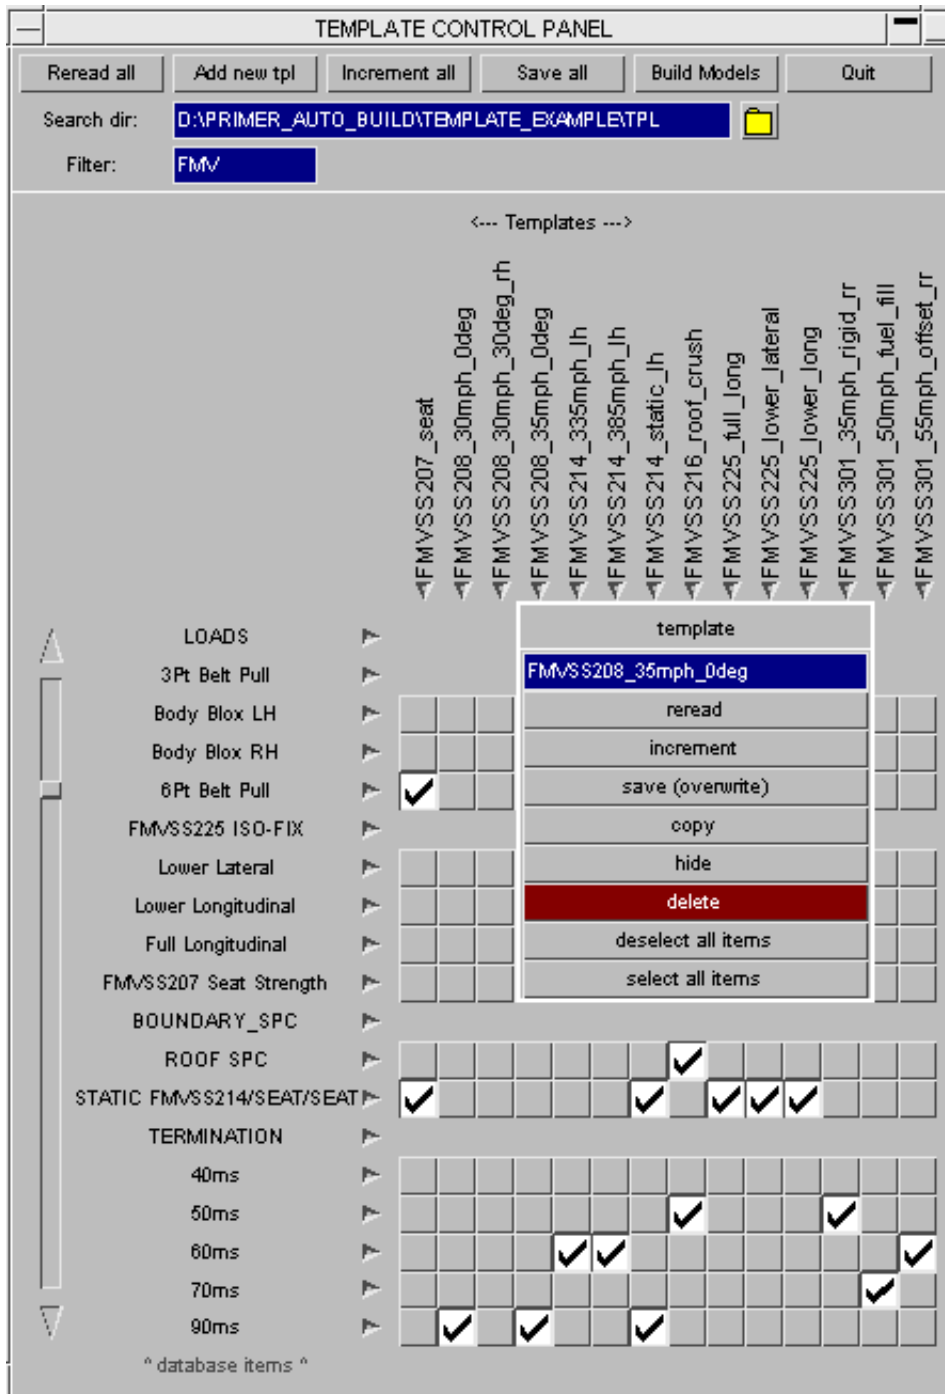 TEMPLATE CONTROL PANEL
Reread all Add new tpl Increment all Save all Build Models Quit
Search dir: D:\PRIMER_AUTO_BUILD\TEMPLATE_EXAMPLE\TPL
Filter: FMV
<--- Templates --->
FMVSS207_seat
FMVSS208_30mph_0deg
FMVSS208_30mph_30deg_rh
FMVSS208_35mph_0deg
FMVSS214_335mph_lh
FMVSS214_385mph_lh
FMVSS214_static_lh
FMVSS216_roof_crush
FMVSS225_full_long
FMVSS225_lower_lateral
FMVSS225_lower_long
FMVSS301_35mph_rigid_rr
FMVSS301_50mph_fuel_fill
FMVSS301_55mph_offset_rr
LOADS
3Pt Belt Pull
Body Blox LH
Body Blox RH
6Pt Belt Pull
FMVSS225 ISO-FIX
Lower Lateral
Lower Longitudinal
Full Longitudinal
FMVSS207 Seat Strength
BOUNDARY_SPC
ROOF SPC
STATIC FMVSS214/SEAT/SEAT
TERMINATION
40ms
50ms
60ms
70ms
90ms
^ database items ^
template
FMVSS208_35mph_0deg
reread
increment
save (overwrite)
copy
hide
delete
deselect all items
select all items